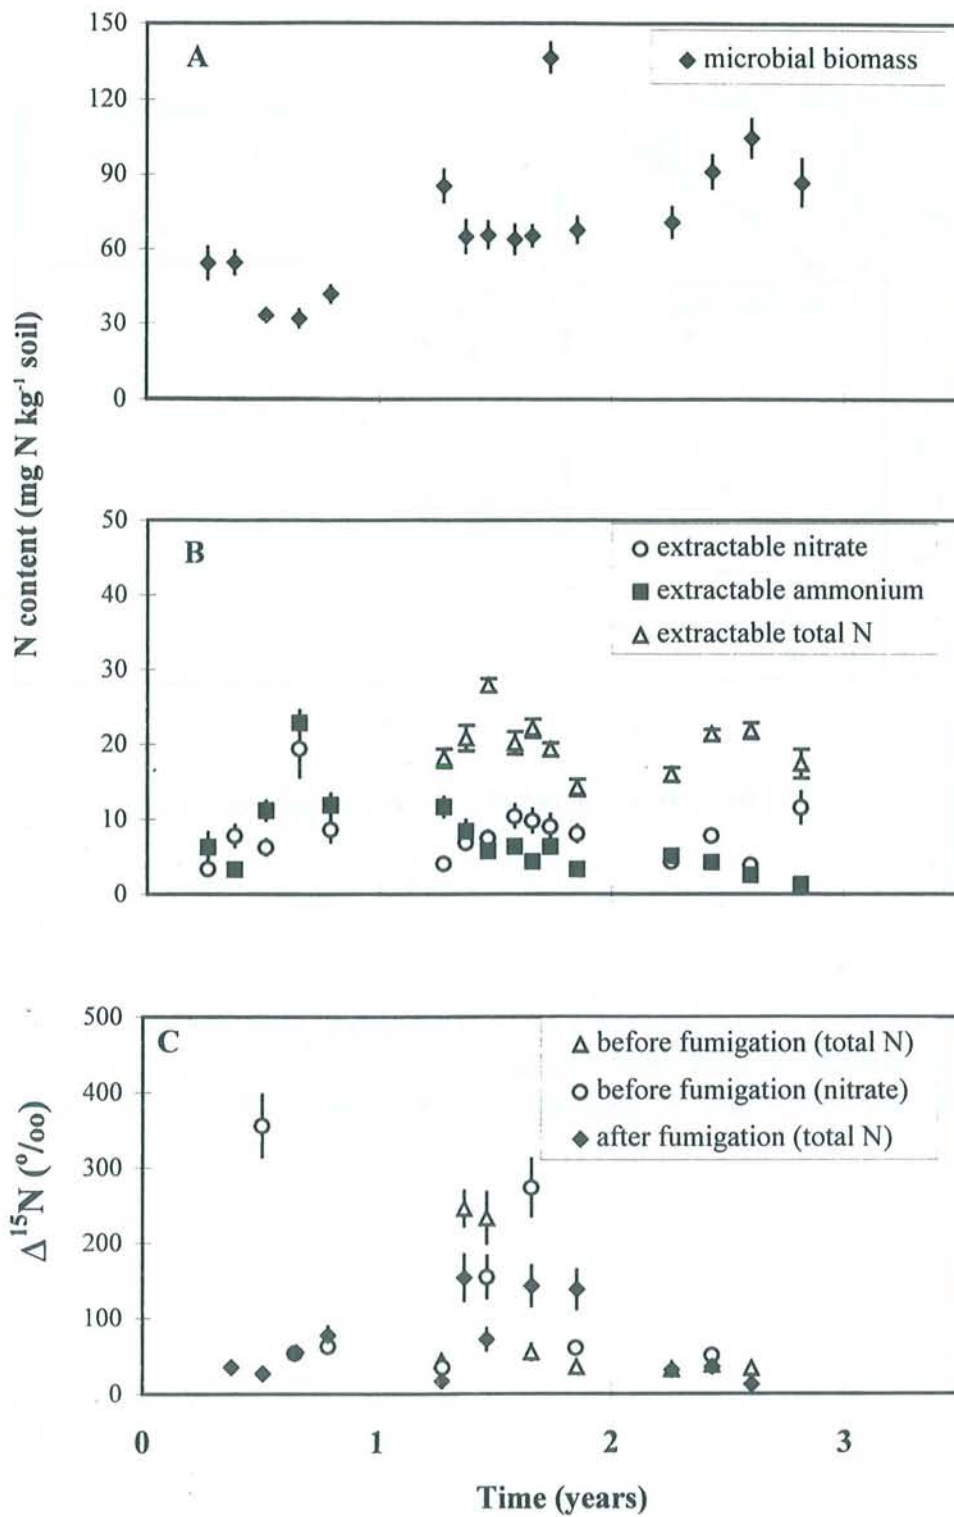 N content (mg N kg⁻¹ soil)
A
◆ microbial biomass
150
120
90
60
30
0
B
○ extractable nitrate
■ extractable ammonium
△ extractable total N
50
40
30
20
10
0
Δ¹⁵N (⁰/₀₀)
C
△ before fumigation (total N)
○ before fumigation (nitrate)
◆ after fumigation (total N)
500
400
300
200
100
0
0 1 2 3
Time (years)